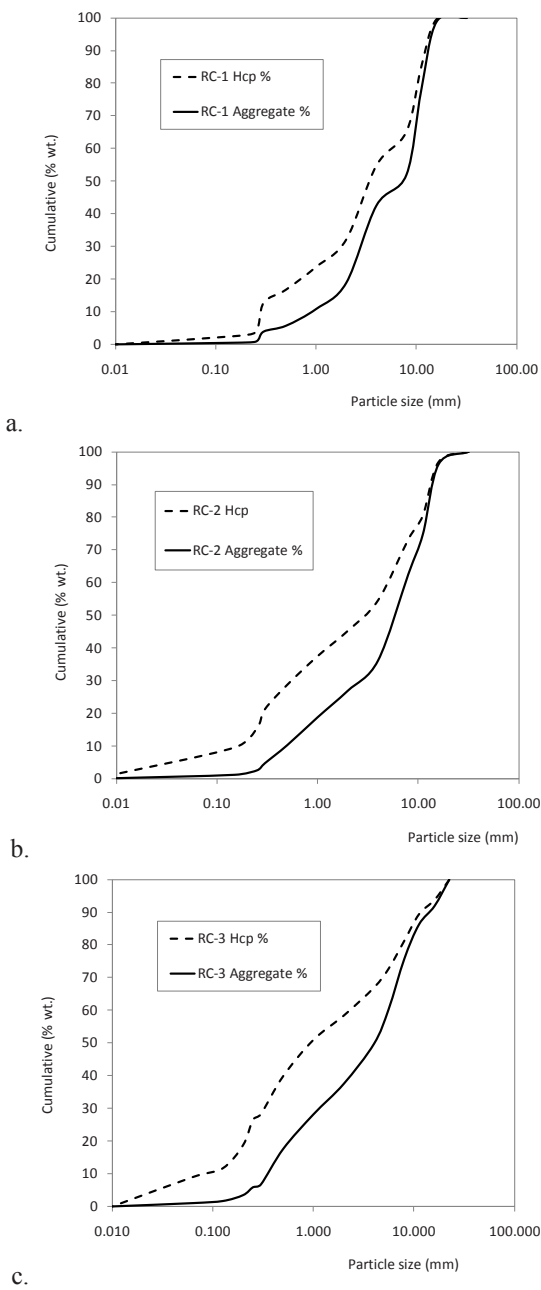 100
90
80
70
60
50
40
30
20
10
0
Cumulative (% wt.)
RC-1 Hcp %
RC-1 Aggregate %
0.01 0.10 1.00 10.00 100.00
Particle size (mm)
a.
100
90
80
70
60
50
40
30
20
10
0
Cumulative (% wt.)
RC-2 Hcp
RC-2 Aggregate %
0.01 0.10 1.00 10.00 100.00
Particle size (mm)
b.
100
90
80
70
60
50
40
30
20
10
0
Cumulative (% wt.)
RC-3 Hcp %
RC-3 Aggregate %
0.010 0.100 1.000 10.000 100.000
Particle size (mm)
c.